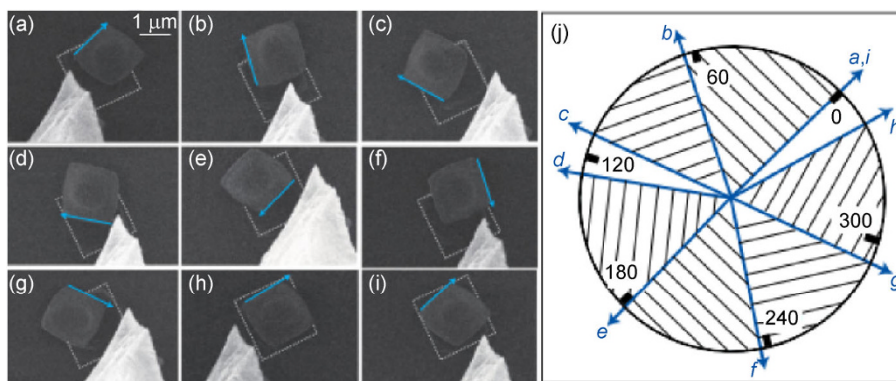 (a)
1 μm
(b)
(c)
(d)
(e)
(f)
(g)
(h)
(i)
(j)
b
60
a,i
0
h
c
120
d
300
180
g
240
e
f